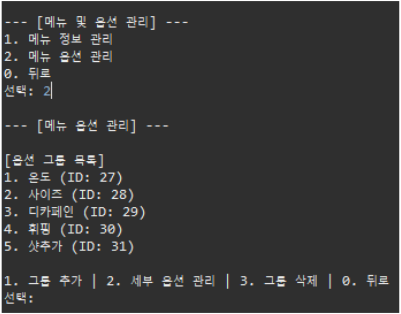 --- [메뉴 및 옵션 관리] ---
1. 메뉴 정보 관리
2. 메뉴 옵션 관리
0. 뒤로
선택: 2
--- [메뉴 옵션 관리] ---
[옵션 그룹 목록]
1. 온도 (ID: 27)
2. 사이즈 (ID: 28)
3. 디카페인 (ID: 29)
4. 휘핑 (ID: 30)
5. 샷추가 (ID: 31)
1. 그룹 추가 | 2. 세부 옵션 관리 | 3. 그룹 삭제 | 0. 뒤로
선택: